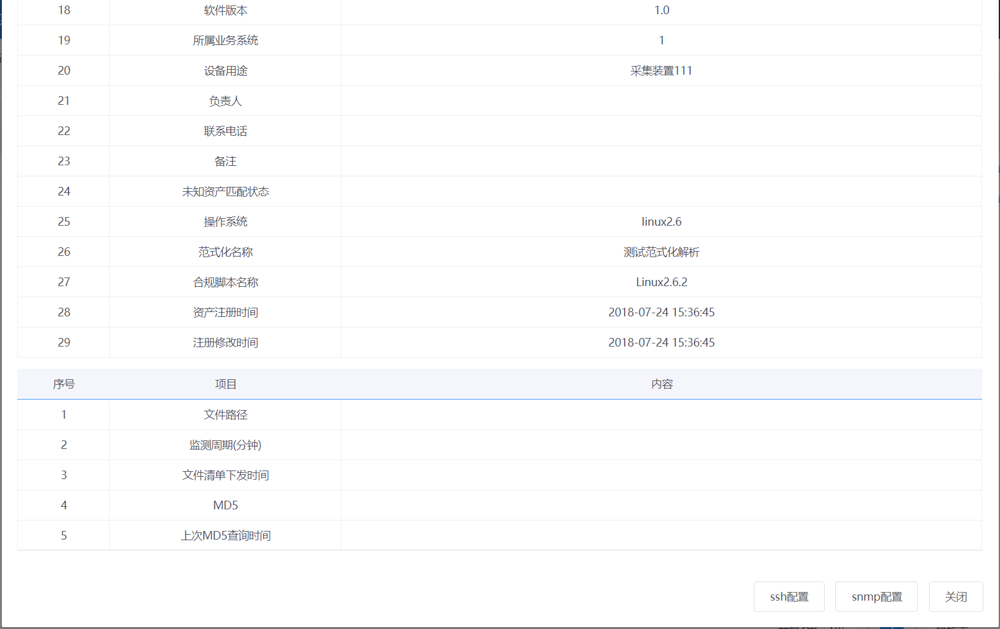 18 软件版本 1.0
19 所属业务系统 1
20 设备用途 采集装置111
21 负责人
22 联系电话
23 备注
24 未知资产匹配状态
25 操作系统 linux2.6
26 范式化名称 测试范式化解析
27 合规脚本名称 Linux2.6.2
28 资产注册时间 2018-07-24 15:36:45
29 注册修改时间 2018-07-24 15:36:45
序号 项目 内容
1 文件路径
2 监测周期(分钟)
3 文件清单下发时间
4 MD5
5 上次MD5查询时间
ssh配置 snmp配置 关闭